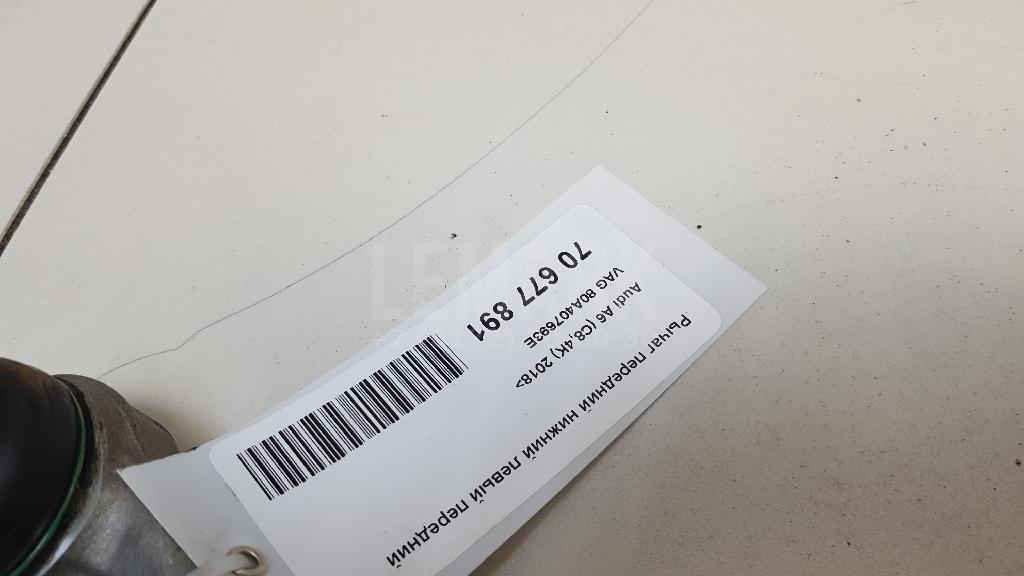 Рычаг передний нижний левый передний
Audi A6 (C8,4K) 2018>
VAG 80A407693E
70 677 891